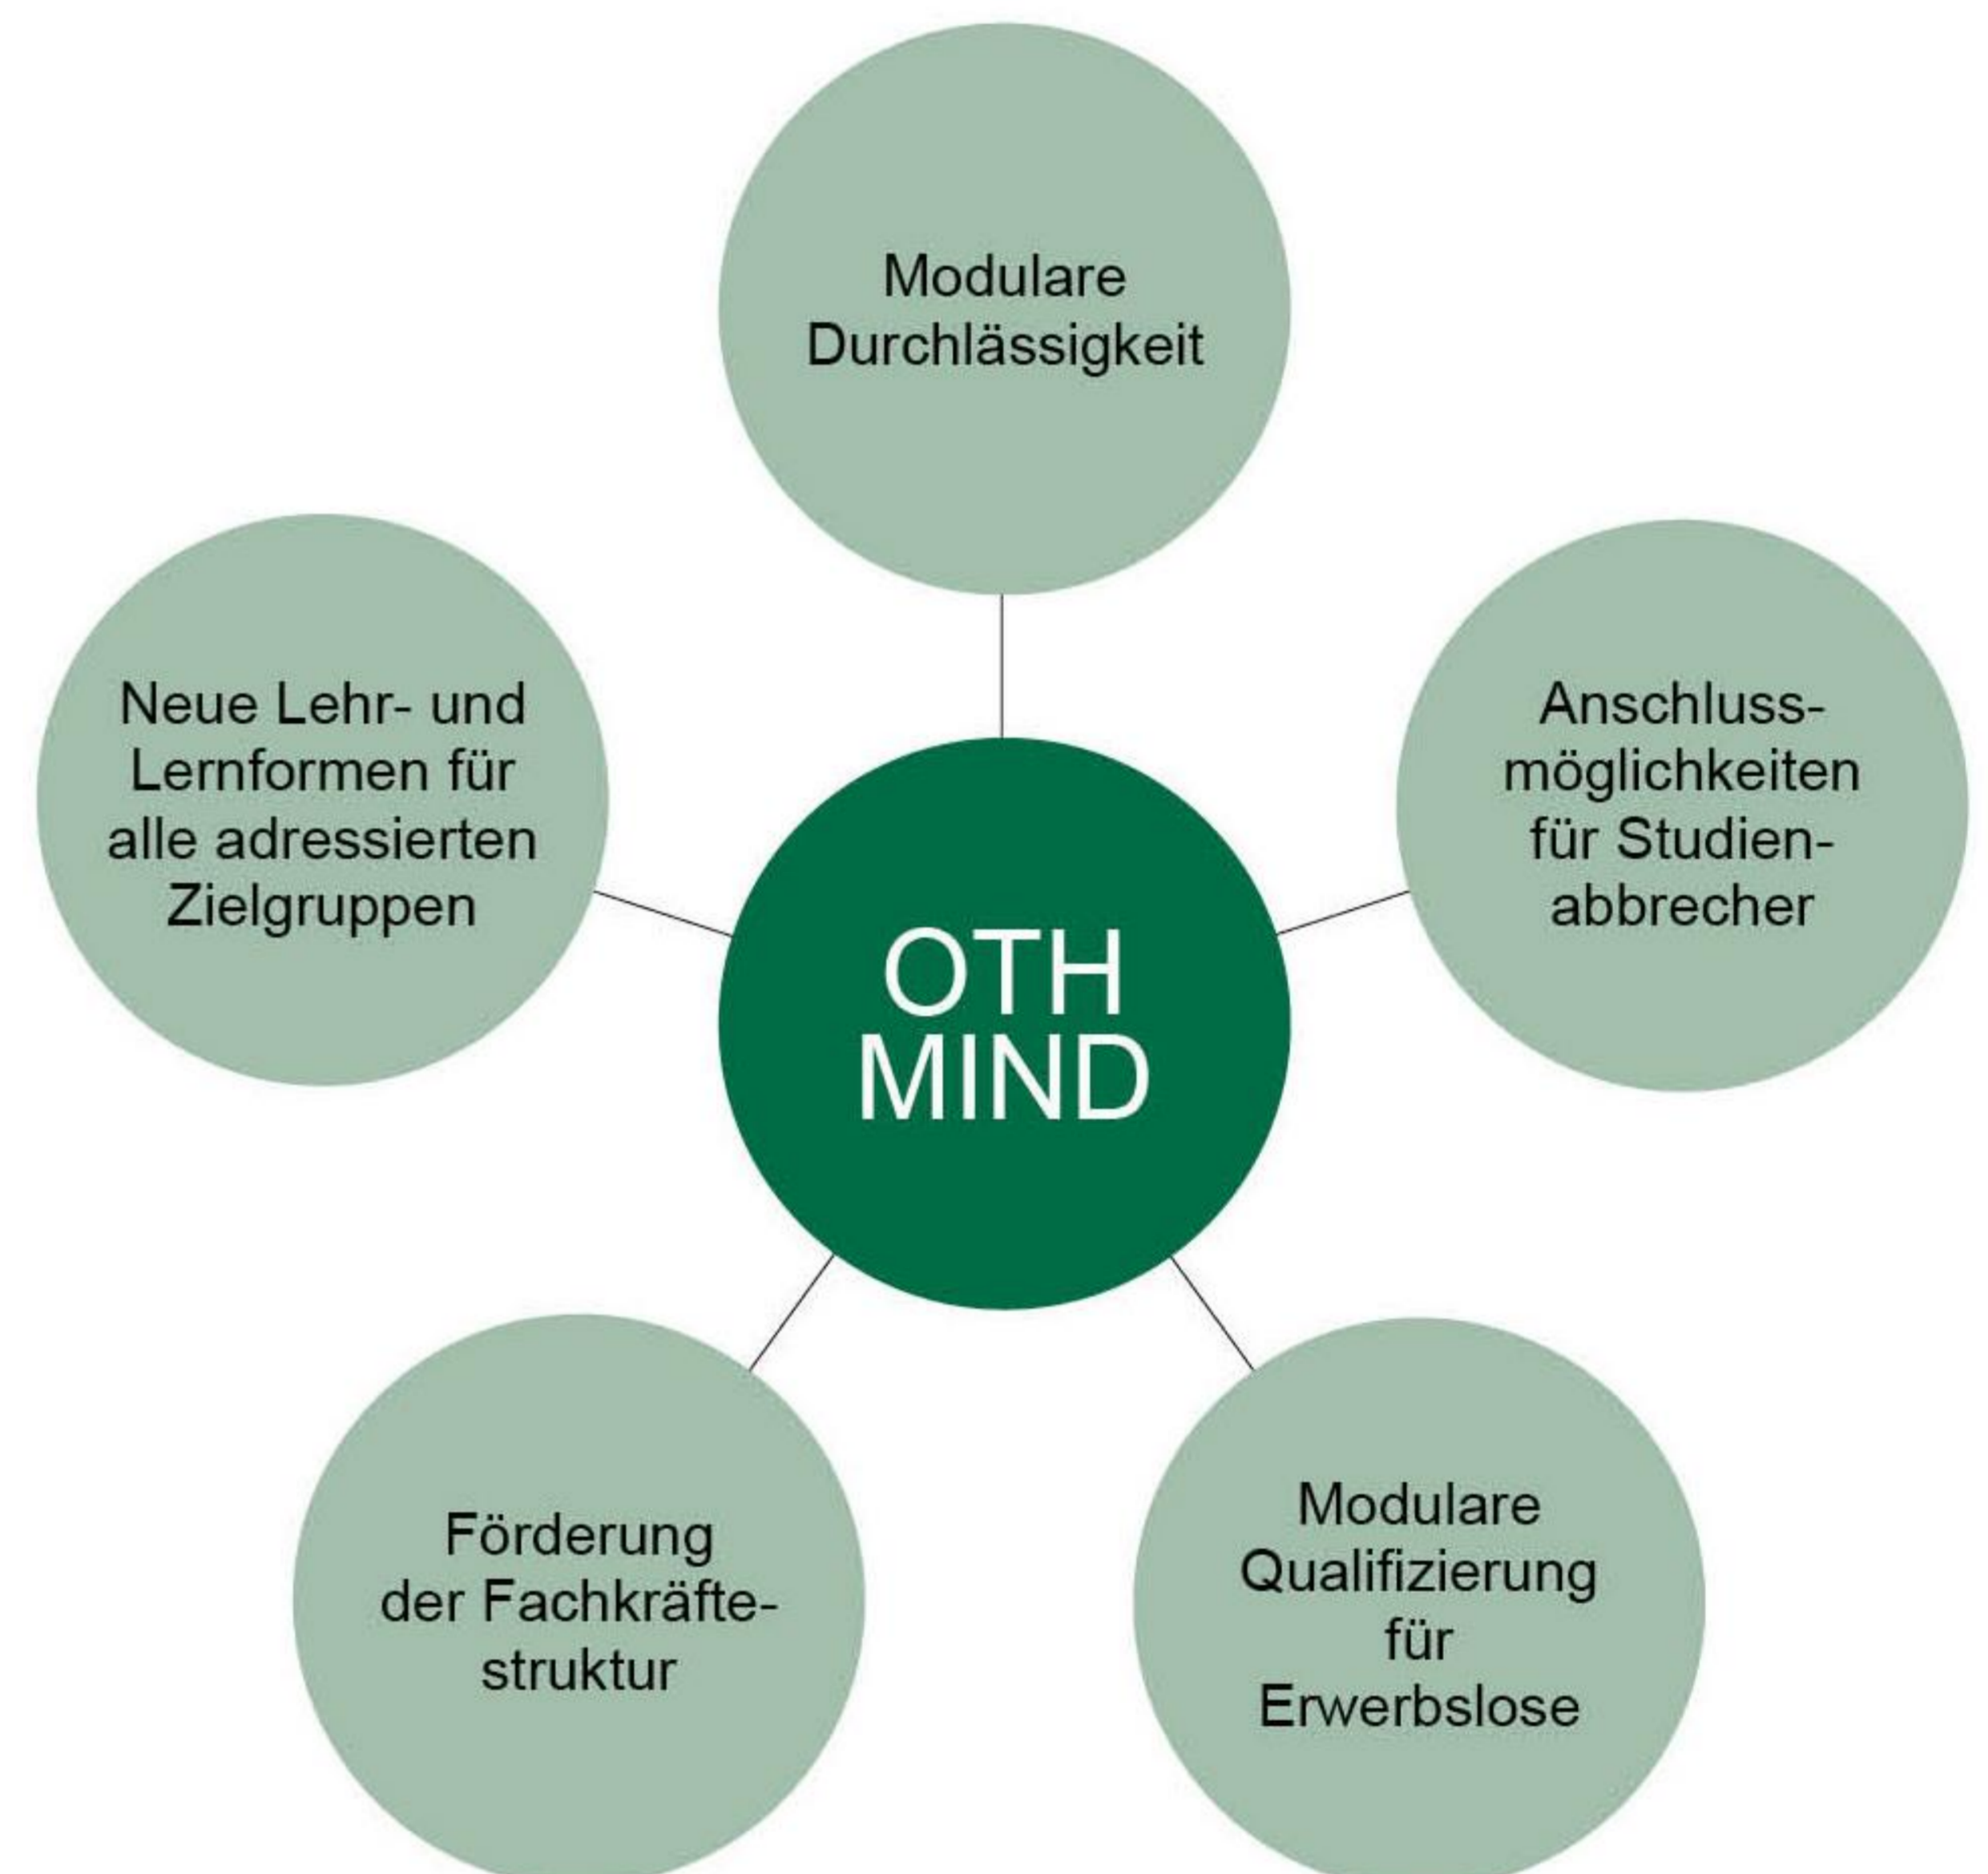 Modulare
Durchlässigkeit
Neue Lehr- und
Lernformen für
alle adressierten
Zielgruppen
Anschluss-
möglichkeiten
für Studien-
abbrecher
OTH
MIND
Förderung
der Fachkräfte-
struktur
Modulare
Qualifizierung
für
Erwerbslose